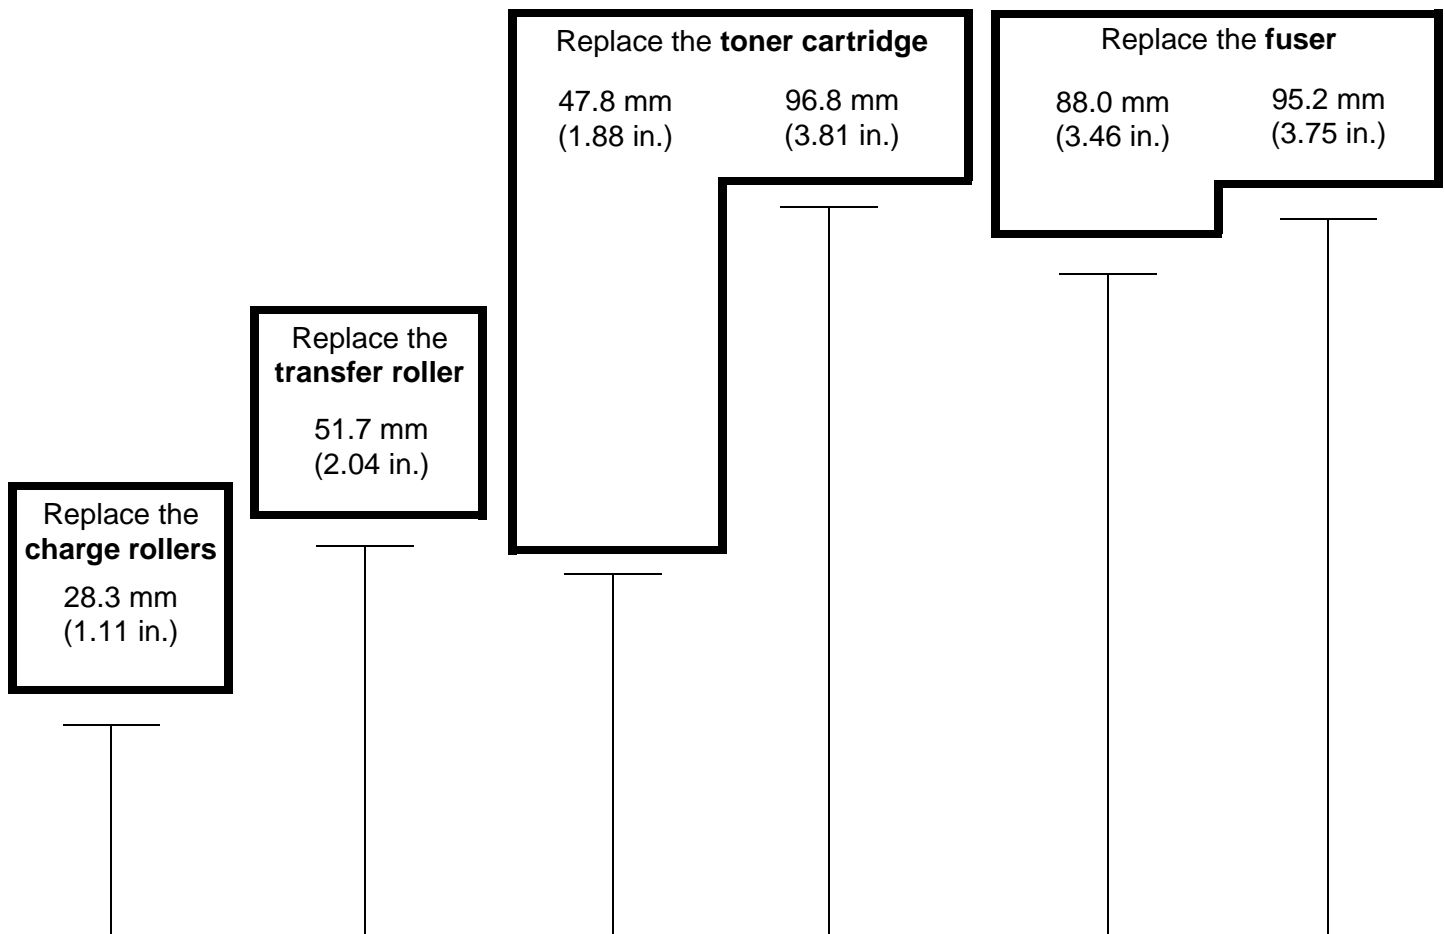 Replace the toner cartridge
47.8 mm
(1.88 in.)
96.8 mm
(3.81 in.)
Replace the fuser
88.0 mm
(3.46 in.)
95.2 mm
(3.75 in.)
Replace the
transfer roller
51.7 mm
(2.04 in.)
Replace the
charge rollers
28.3 mm
(1.11 in.)